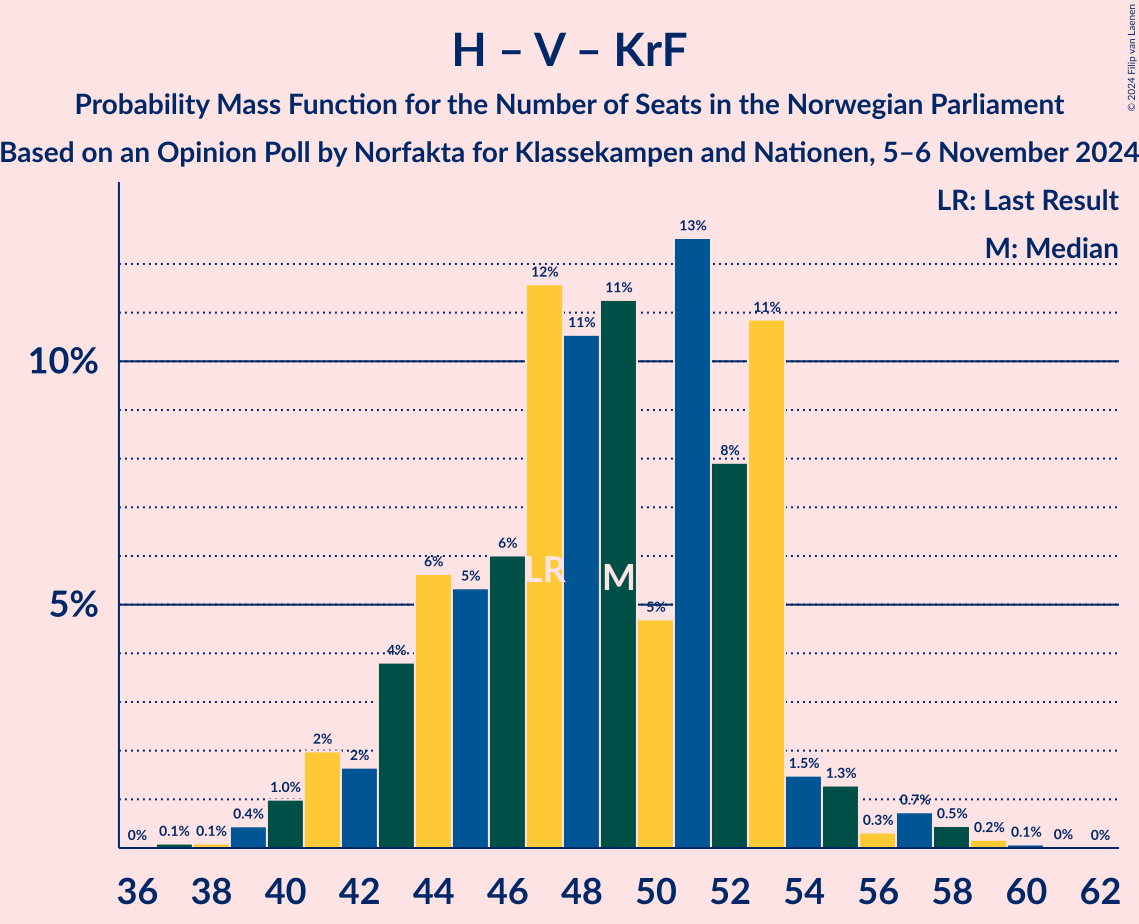 H – V – KrF
Probability Mass Function for the Number of Seats in the Norwegian Parliament
Based on an Opinion Poll by Norfakta for Klassekampen and Nationen, 5–6 November 2024
© 2024 Filip van Laenen
LR: Last Result
M: Median
10%
5%
0% 0.1% 0.1% 0.4% 1.0% 2% 2% 4% 6% 5% 6% 12% 11% 11% 5% 13% 8% 11% 1.5% 1.3% 0.3% 0.7% 0.5% 0.2% 0.1% 0% 0%
LR M
36 38 40 42 44 46 48 50 52 54 56 58 60 62